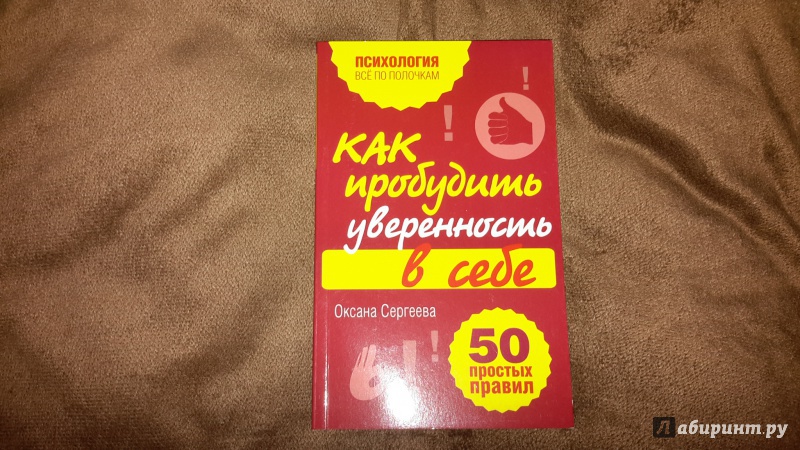 ПСИХОЛОГИЯ
ВСЁ ПО ПОЛОЧКАМ
!
!
КАК
пробудить
уверенность
в себе
Оксана Сергеева
!
!
50
простых
правил
Лабиринт.ру